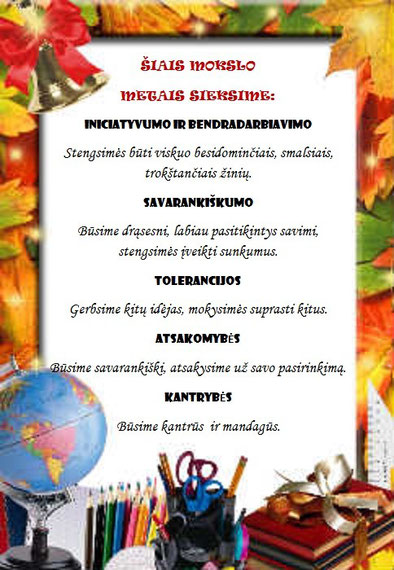 ŠIAIS MOKSLO
METAIS SIEKSIME:
INICIATYVUMO IR BENDRADARBIAVIMO
Stengsimės būti viskuo besidominčiais, smalsiais,
trokštančiais žinių.
SAVARANKIŠKUMO
Būsime drąsesni, labiau pasitikintys savimi,
stengsimės įveikti sunkumus.
TOLERANCIJOS
Gerbsime kitų idėjas, mokysimės suprasti kitus.
ATSAKOMYBĖS
Būsime savarankiški, atsakysime už savo pasirinkimą.
KANTRYBĖS
Būsime kantrūs ir mandagūs.